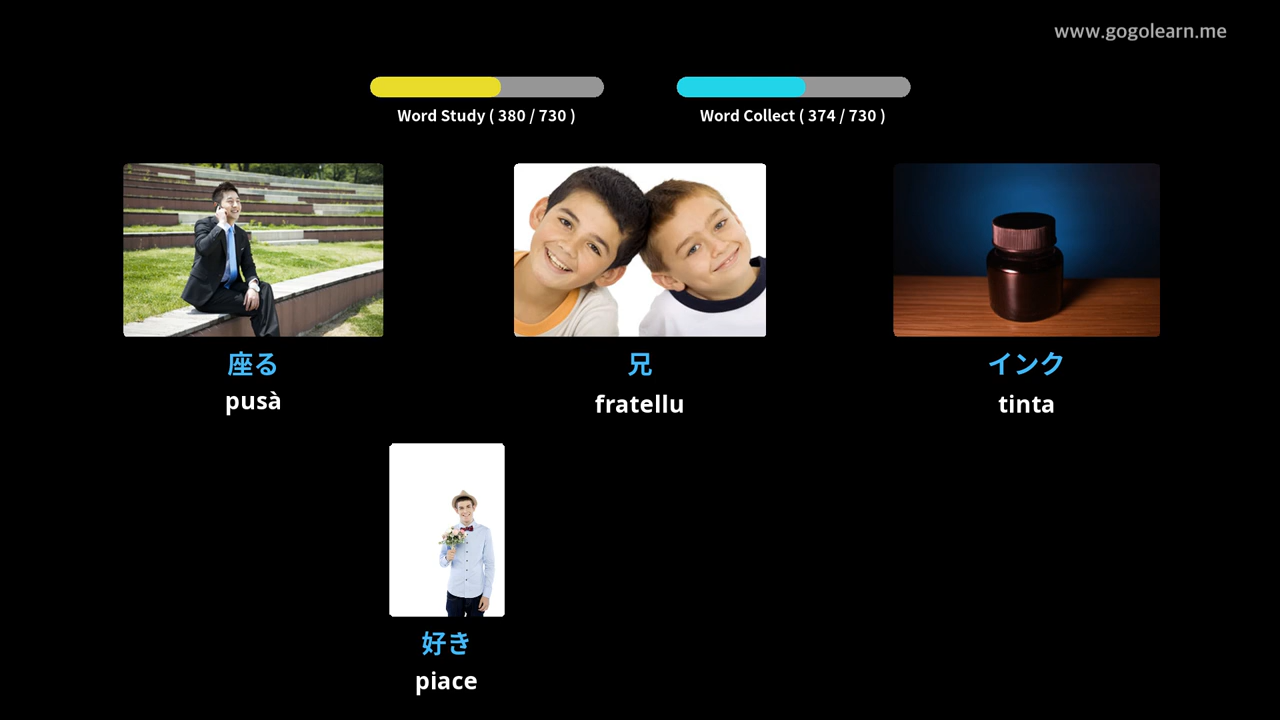 www.gogolearn.me
Word Study ( 380 / 730 )
Word Collect ( 374 / 730 )
座る
pusà
兄
fratellu
インク
tinta
好き
piace